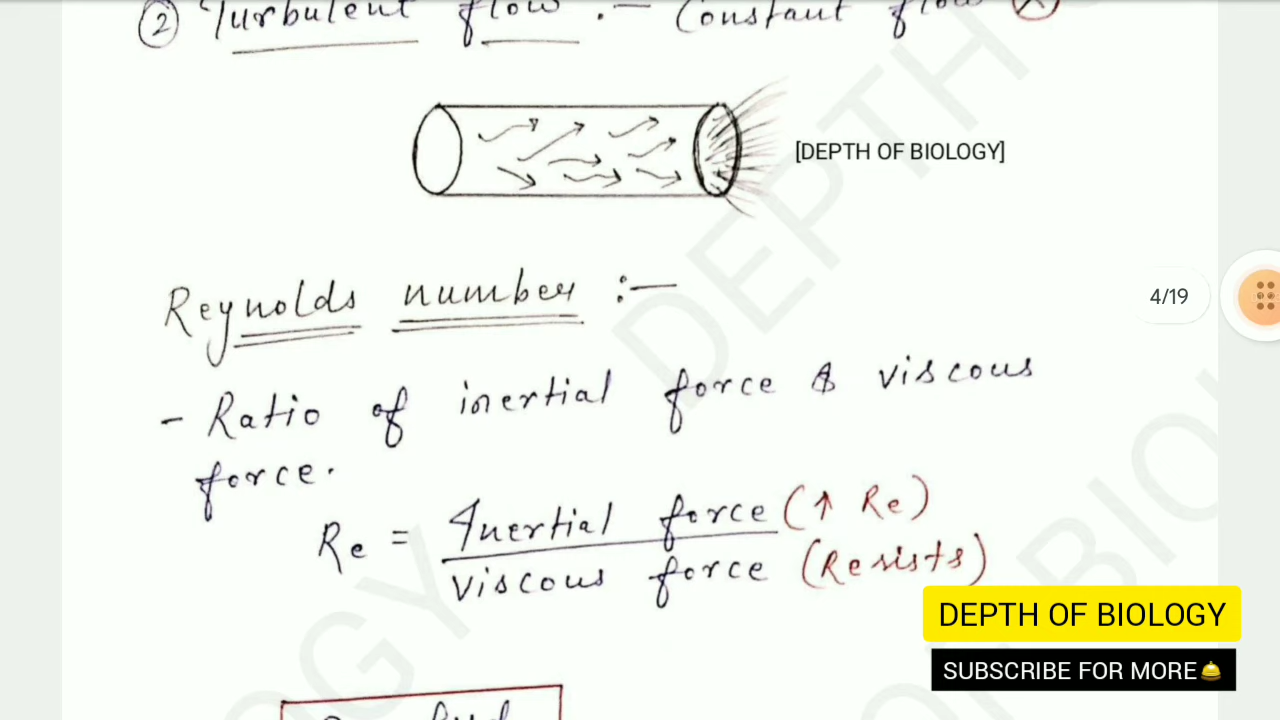 ② Turbulent flow :- Constant flow ⓧ
[DEPTH OF BIOLOGY]
Reynolds number :-
4/19
- Ratio of inertial force & viscous
force.
Re = Inertial force (↑ Re)
viscous force (Resists)
DEPTH OF BIOLOGY
SUBSCRIBE FOR MORE